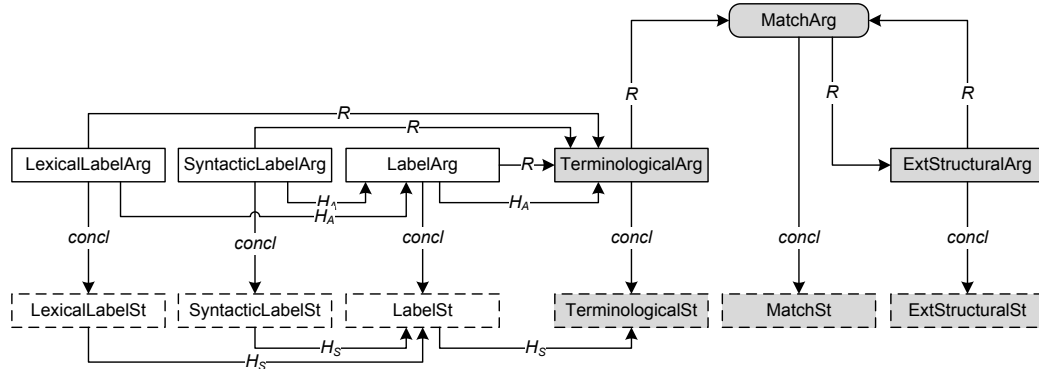 MatchArg
R
R
R
R
R
LexicalLabelArg
SyntacticLabelArg
LabelArg
R
TerminologicalArg
ExtStructuralArg
H_A
H_A
H_A
concl
concl
concl
concl
concl
concl
LexicalLabelSt
SyntacticLabelSt
LabelSt
TerminologicalSt
MatchSt
ExtStructuralSt
H_S
H_S
H_S